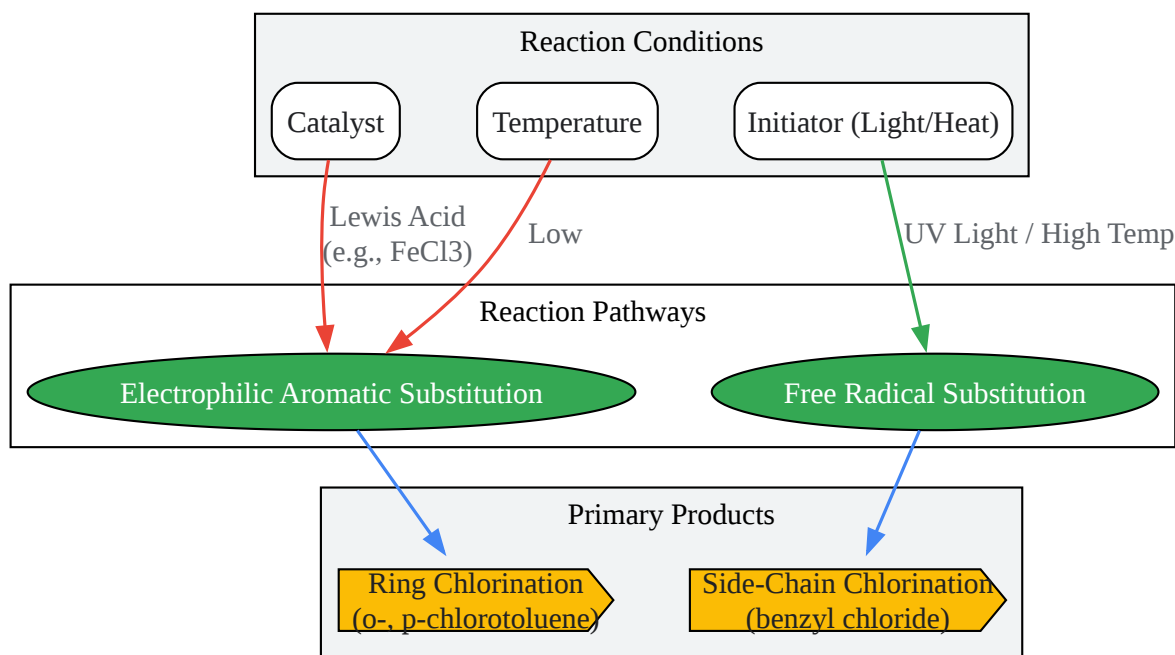 Reaction Conditions
Catalyst
Temperature
Initiator (Light/Heat)
Lewis Acid
(e.g., FeCl3)
Low
UV Light / High Temp
Reaction Pathways
Electrophilic Aromatic Substitution
Free Radical Substitution
Primary Products
Ring Chlorination
(o-, p-chlorotoluene)
Side-Chain Chlorination
(benzyl chloride)